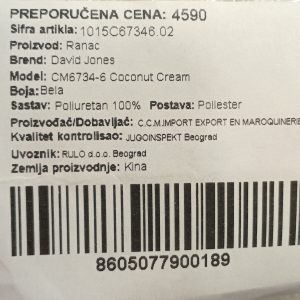 PREPORUČENA CENA: 4590
Sifra artikla: 1015C67346.02
Proizvod: Ranac
Brend: David Jones
Model: CM6734-6 Coconut Cream
Boja: Bela
Sastav: Poliuretan 100% Postava: Poliester
Proizvođač/Dobavljač: C.C.M.IMPORT EXPORT EN MAROQUINERIE
Kvalitet kontrolisao: JUGOINSPEKT Beograd
Uvoznik: RULO d.o.o. Beograd
Zemlja proizvodnje: Kina
8605077900189